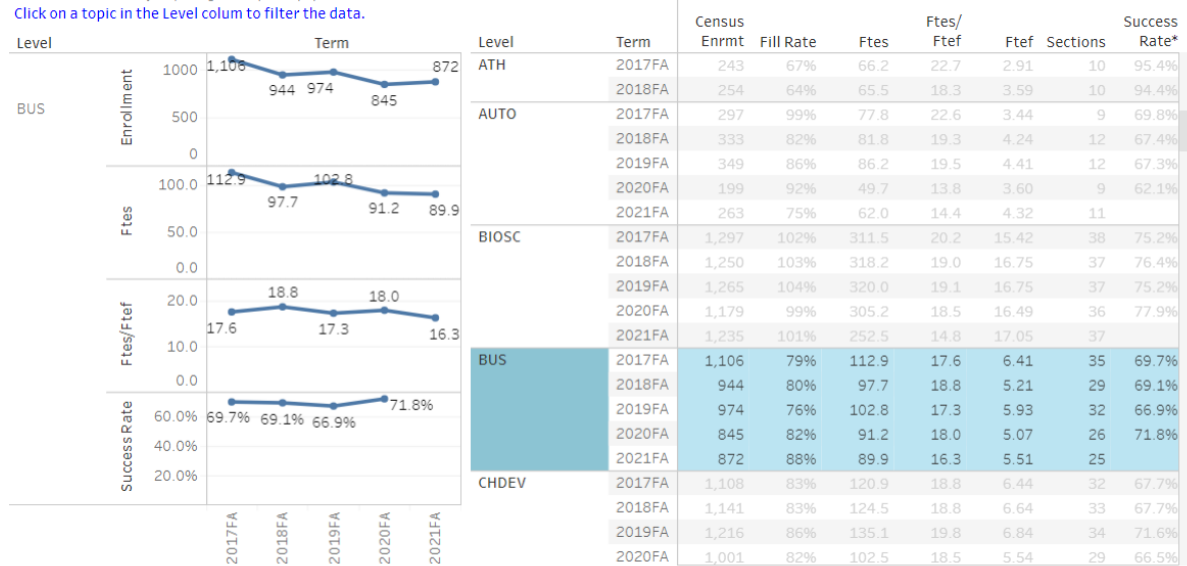 Click on a topic in the Level colum to filter the data.
Level Term
BUS
Enrollment
1000
500
0
1,106 944 974 845 872
Ftes
100.0
50.0
0.0
112.9 97.7 102.8 91.2 89.9
Ftes/Ftef
20.0
10.0
0.0
17.6 18.8 17.3 18.0 16.3
Success Rate
60.0%
40.0%
20.0%
69.7% 69.1% 66.9% 71.8%
2017FA 2018FA 2019FA 2020FA 2021FA
Level Term Census Enrmt Fill Rate Ftes Ftes/ Ftef Ftef Sections Success Rate*
ATH 2017FA 243 67% 66.2 22.7 2.91 10 95.4%
2018FA 254 64% 65.5 18.3 3.59 10 94.4%
AUTO 2017FA 297 99% 77.8 22.6 3.44 9 69.8%
2018FA 333 82% 81.8 19.3 4.24 12 67.4%
2019FA 349 86% 86.2 19.5 4.41 12 67.3%
2020FA 199 92% 49.7 13.8 3.60 9 62.1%
2021FA 263 75% 62.0 14.4 4.32 11
BIOSC 2017FA 1,297 102% 311.5 20.2 15.42 38 75.2%
2018FA 1,250 103% 318.2 19.0 16.75 37 76.4%
2019FA 1,265 104% 320.0 19.1 16.75 37 75.2%
2020FA 1,179 99% 305.2 18.5 16.49 36 77.9%
2021FA 1,235 101% 252.5 14.8 17.05 37
BUS 2017FA 1,106 79% 112.9 17.6 6.41 35 69.7%
2018FA 944 80% 97.7 18.8 5.21 29 69.1%
2019FA 974 76% 102.8 17.3 5.93 32 66.9%
2020FA 845 82% 91.2 18.0 5.07 26 71.8%
2021FA 872 88% 89.9 16.3 5.51 25
CHDEV 2017FA 1,108 83% 120.9 18.8 6.44 32 67.7%
2018FA 1,141 83% 124.5 18.8 6.64 33 67.7%
2019FA 1,216 86% 135.1 19.8 6.84 34 71.6%
2020FA 1,001 82% 102.5 18.5 5.54 29 66.5%